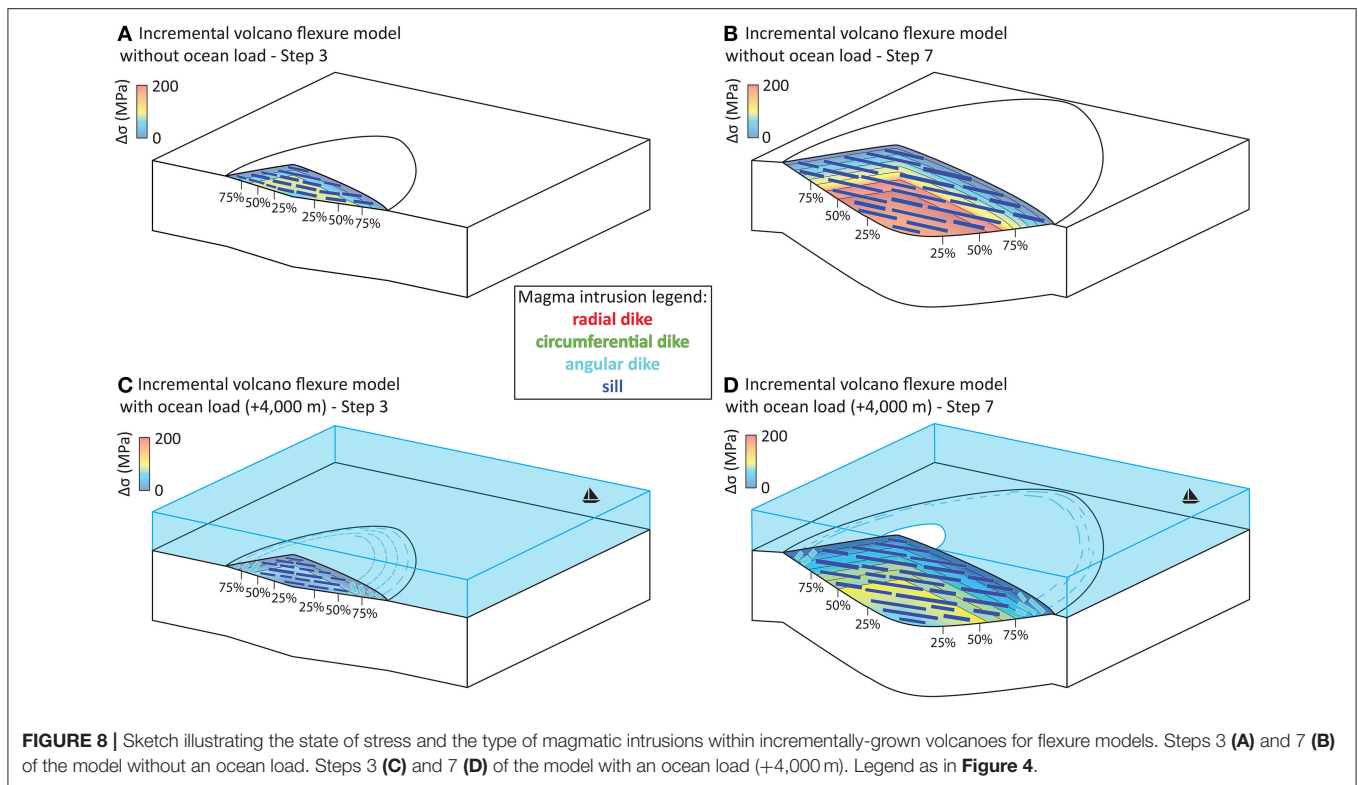 A Incremental volcano flexure model
without ocean load - Step 3
Δσ (MPa)
200
0
75%
50%
25%
25%
50%
75%
B Incremental volcano flexure model
without ocean load - Step 7
Δσ (MPa)
200
0
75%
50%
25%
25%
50%
75%
Magma intrusion legend:
radial dike
circumferential dike
angular dike
sill
C Incremental volcano flexure model
with ocean load (+4,000 m) - Step 3
Δσ (MPa)
200
0
75%
50%
25%
25%
50%
75%
D Incremental volcano flexure model
with ocean load (+4,000 m) - Step 7
Δσ (MPa)
200
0
75%
50%
25%
25%
50%
75%
FIGURE 8 | Sketch illustrating the state of stress and the type of magmatic intrusions within incrementally-grown volcanoes for flexure models. Steps 3 (A) and 7 (B)
of the model without an ocean load. Steps 3 (C) and 7 (D) of the model with an ocean load (+4,000 m). Legend as in Figure 4.